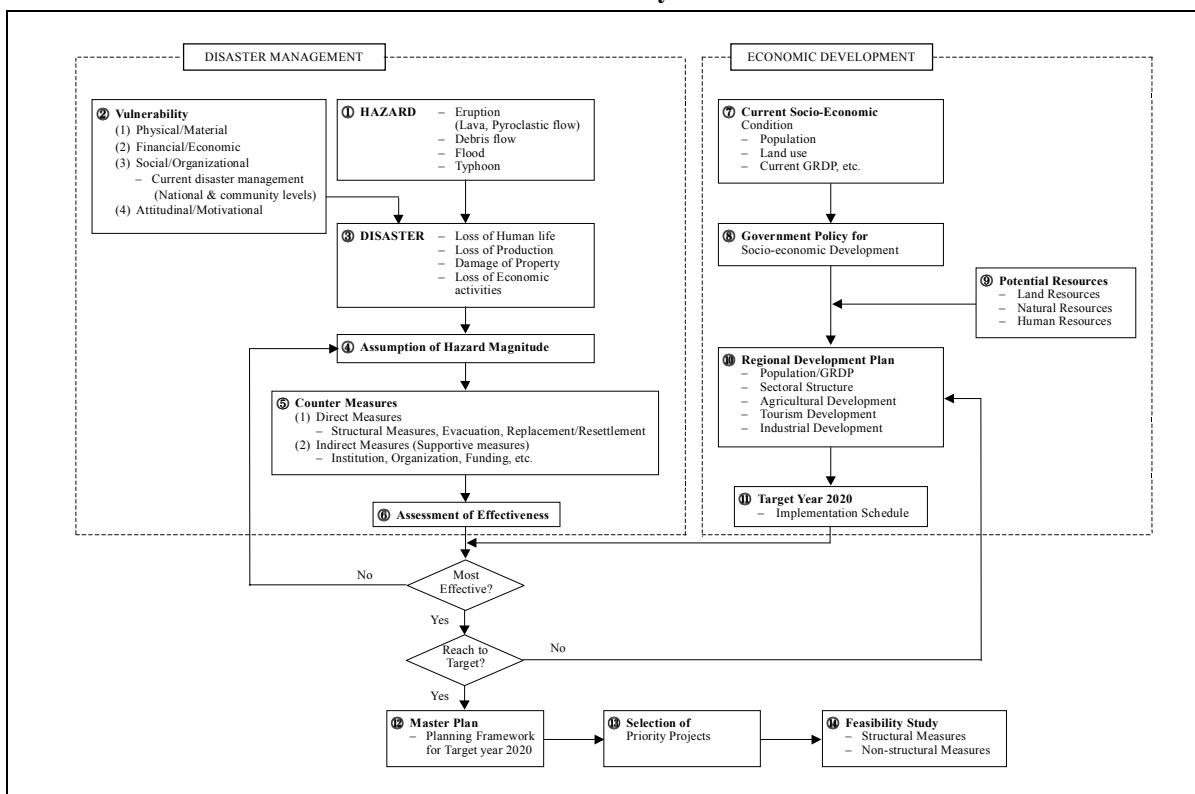 DISASTER MANAGEMENT
② Vulnerability
(1) Physical/Material
(2) Financial/Economic
(3) Social/Organizational
– Current disaster management
(National & community levels)
(4) Attitudinal/Motivational
① HAZARD – Eruption
(Lava, Pyroclastic flow)
– Debris flow
– Flood
– Typhoon
③ DISASTER – Loss of Human life
– Loss of Production
– Damage of Property
– Loss of Economic
activities
④ Assumption of Hazard Magnitude
⑤ Counter Measures
(1) Direct Measures
– Structural Measures, Evacuation, Replacement/Resettlement
(2) Indirect Measures (Supportive measures)
– Institution, Organization, Funding, etc.
⑥ Assessment of Effectiveness
ECONOMIC DEVELOPMENT
⑦ Current Socio-Economic
Condition
– Population
– Land use
– Current GRDP, etc.
⑧ Government Policy for
Socio-economic Development
⑨ Potential Resources
– Land Resources
– Natural Resources
– Human Resources
⑩ Regional Development Plan
– Population/GRDP
– Sectoral Structure
– Agricultural Development
– Tourism Development
– Industrial Development
⑪ Target Year 2020
– Implementation Schedule
No
Most
Effective?
Yes
Reach to
Target?
No
Yes
⑫ Master Plan
– Planning Framework
for Target year 2020
⑬ Selection of
Priority Projects
⑭ Feasibility Study
– Structural Measures
– Non-structural Measures